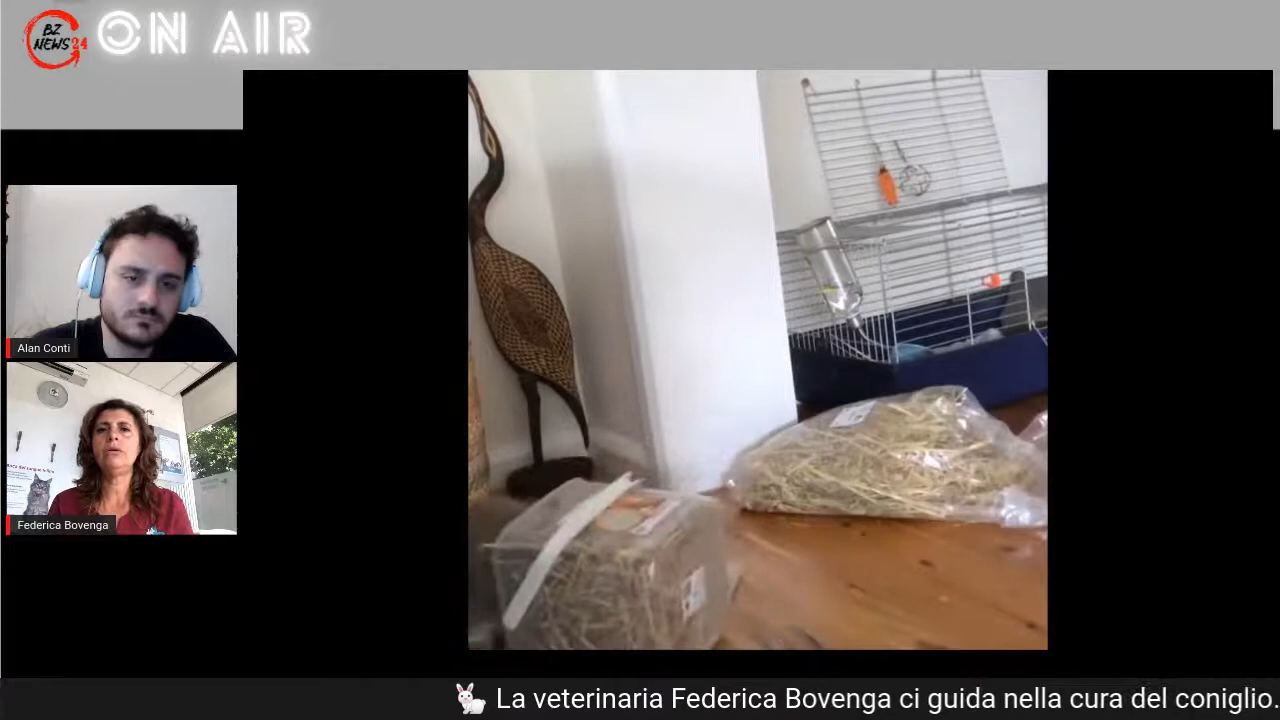 BZ
NEWS24
ON AIR
Alan Conti
Federica Bovenga
La veterinaria Federica Bovenga ci guida nella cura del coniglio.